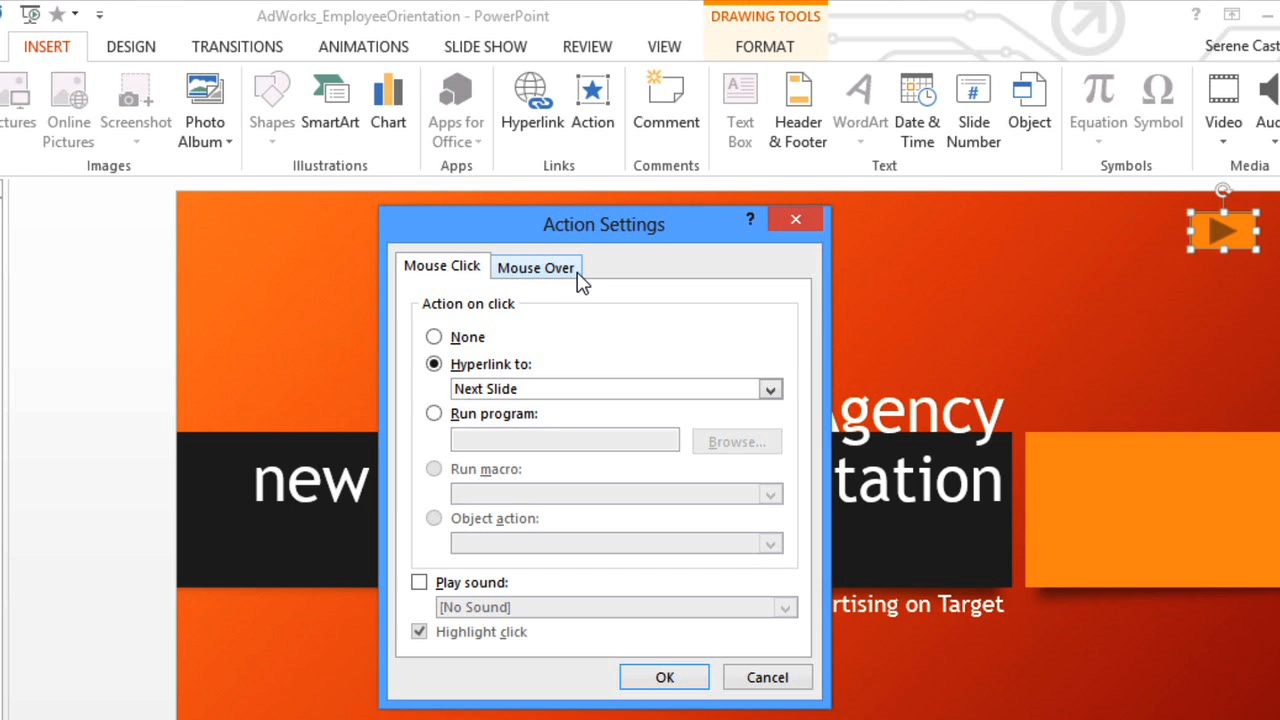 AdWorks_EmployeeOrientation - PowerPoint
DRAWING TOOLS
?
INSERT DESIGN TRANSITIONS ANIMATIONS SLIDE SHOW REVIEW VIEW FORMAT Serene Cast
ctures
Online Pictures
Screenshot
Photo Album
Shapes
SmartArt
Chart
Apps for Office
Hyperlink
Action
Comment
Text Box
Header & Footer
WordArt
Date & Time
Slide Number
#
Object
Equation
π
Symbol
Ω
Video
Aud
Images Illustrations Apps Links Comments Text Symbols Media
Action Settings
?
Mouse Click Mouse Over
Action on click
None
Hyperlink to:
Next Slide
Run program:
Browse...
Run macro:
Object action:
Play sound:
[No Sound]
Highlight click
OK Cancel
Agency
new tation
rtising on Target